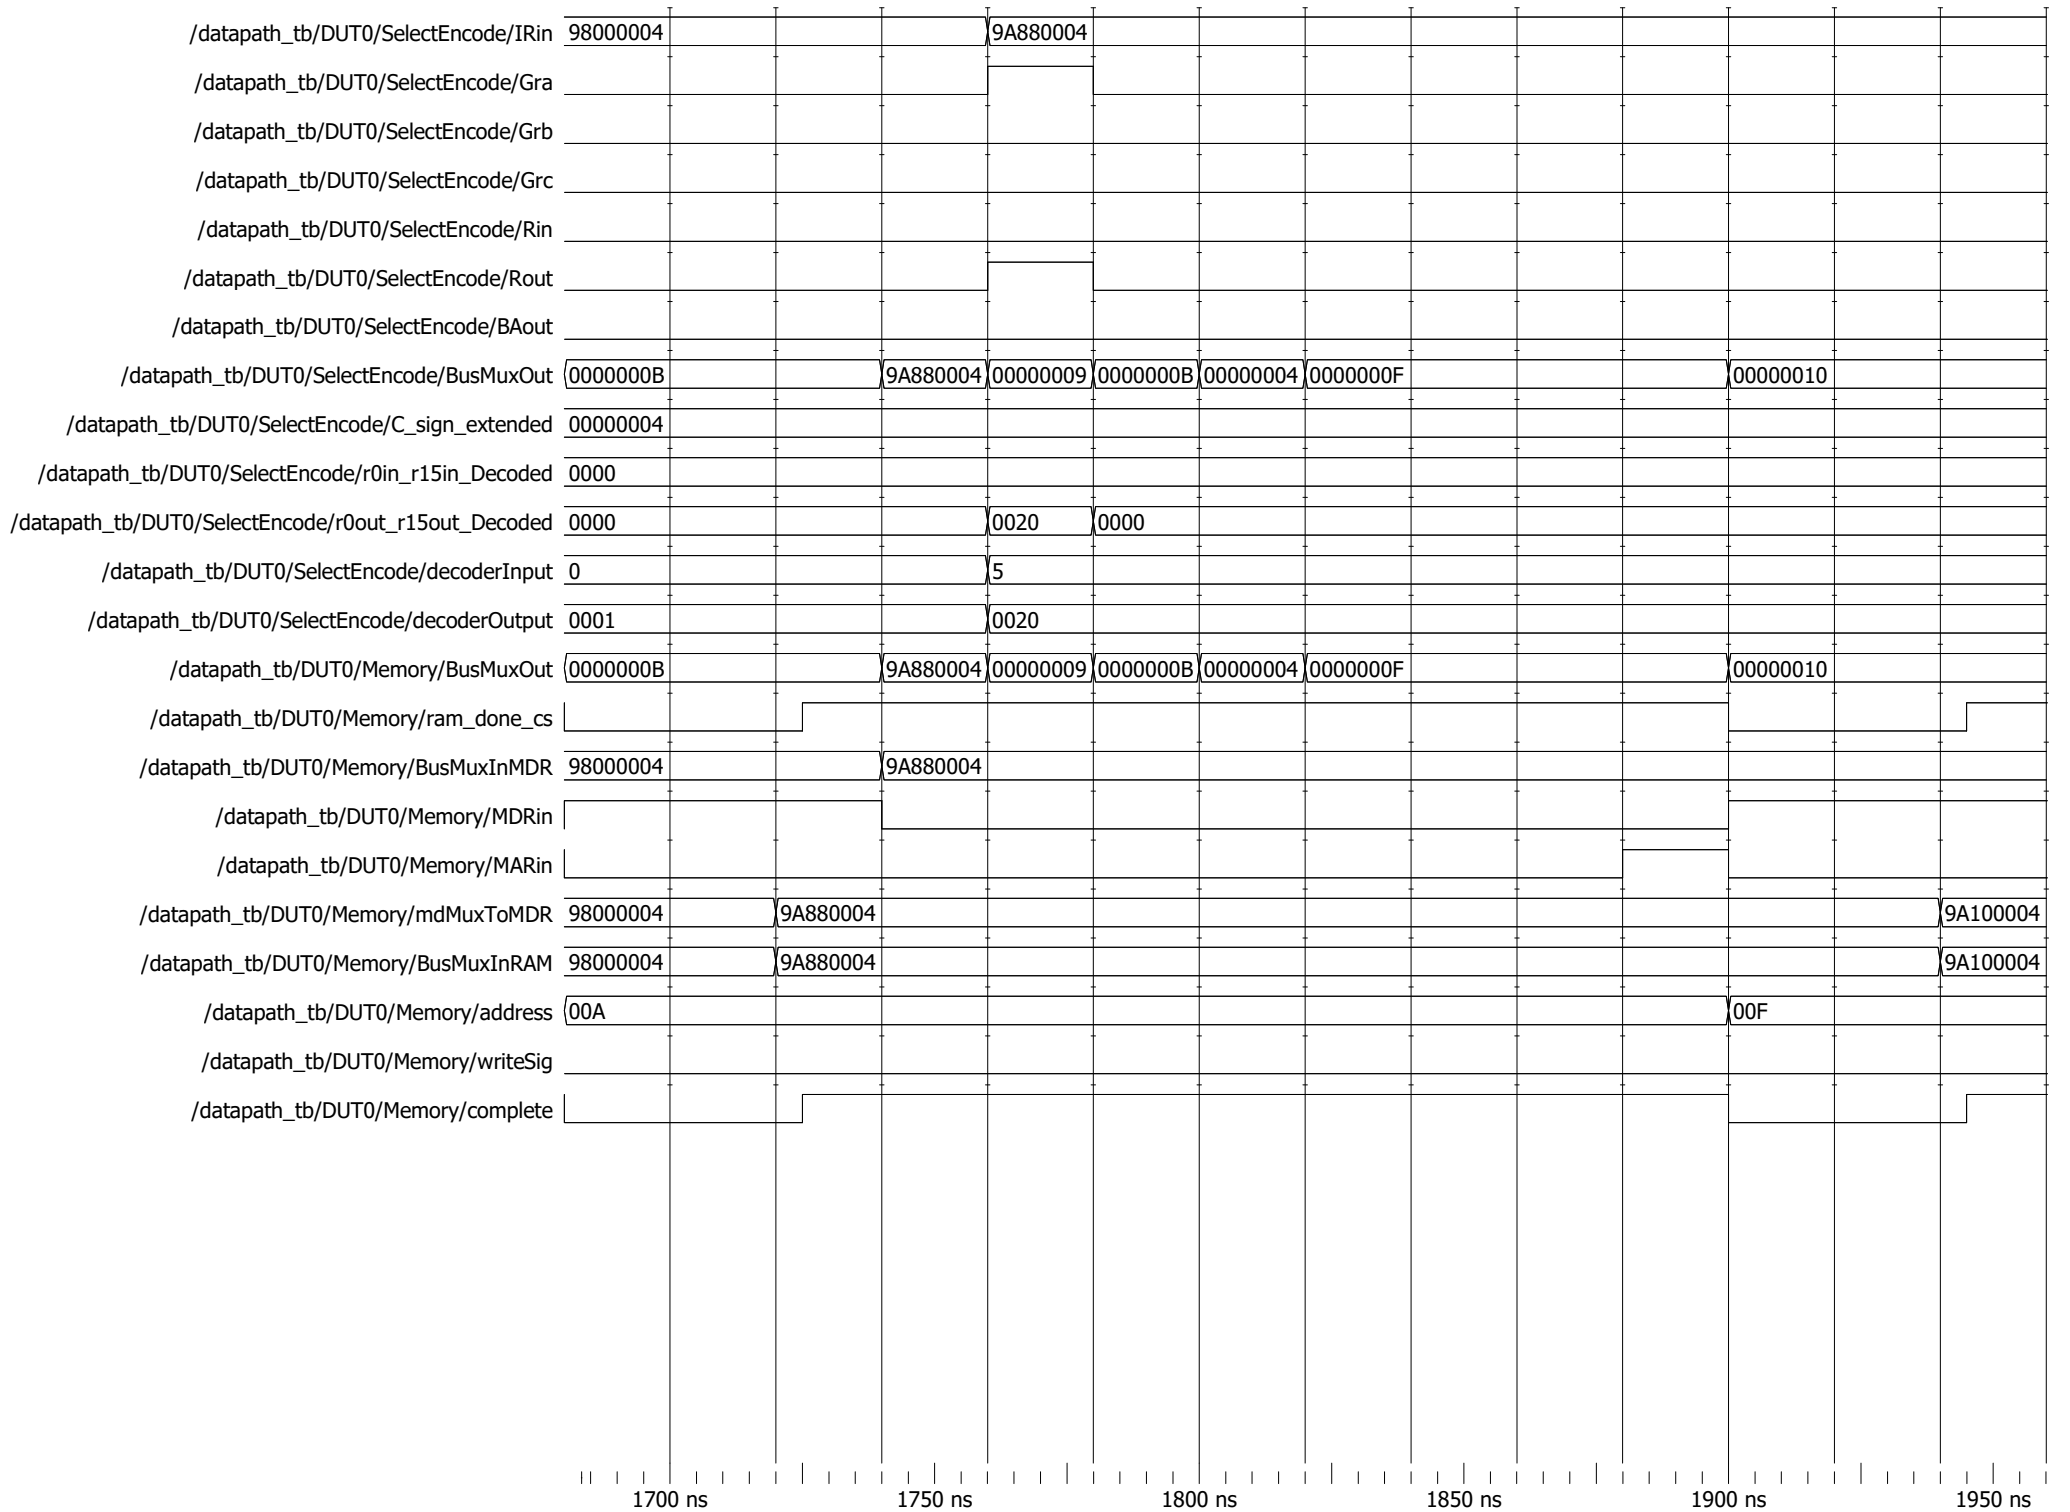 /datapath_tb/DUT0/SelectEncode/IRin 98000004 9A880004
/datapath_tb/DUT0/SelectEncode/Gra
/datapath_tb/DUT0/SelectEncode/Grb
/datapath_tb/DUT0/SelectEncode/Grc
/datapath_tb/DUT0/SelectEncode/Rin
/datapath_tb/DUT0/SelectEncode/Rout
/datapath_tb/DUT0/SelectEncode/BAout
/datapath_tb/DUT0/SelectEncode/BusMuxOut 0000000B 9A880004 00000009 0000000B 00000004 0000000F 00000010
/datapath_tb/DUT0/SelectEncode/C_sign_extended 00000004
/datapath_tb/DUT0/SelectEncode/r0in_r15in_Decoded 0000
/datapath_tb/DUT0/SelectEncode/r0out_r15out_Decoded 0000 0020 0000
/datapath_tb/DUT0/SelectEncode/decoderInput 0 5
/datapath_tb/DUT0/SelectEncode/decoderOutput 0001 0020
/datapath_tb/DUT0/Memory/BusMuxOut 0000000B 9A880004 00000009 0000000B 00000004 0000000F 00000010
/datapath_tb/DUT0/Memory/ram_done_cs
/datapath_tb/DUT0/Memory/BusMuxInMDR 98000004 9A880004
/datapath_tb/DUT0/Memory/MDRin
/datapath_tb/DUT0/Memory/MARin
/datapath_tb/DUT0/Memory/mdMuxToMDR 98000004 9A880004 9A100004
/datapath_tb/DUT0/Memory/BusMuxInRAM 98000004 9A880004 9A100004
/datapath_tb/DUT0/Memory/address 00A 00F
/datapath_tb/DUT0/Memory/writeSig
/datapath_tb/DUT0/Memory/complete
1700 ns 1750 ns 1800 ns 1850 ns 1900 ns 1950 ns